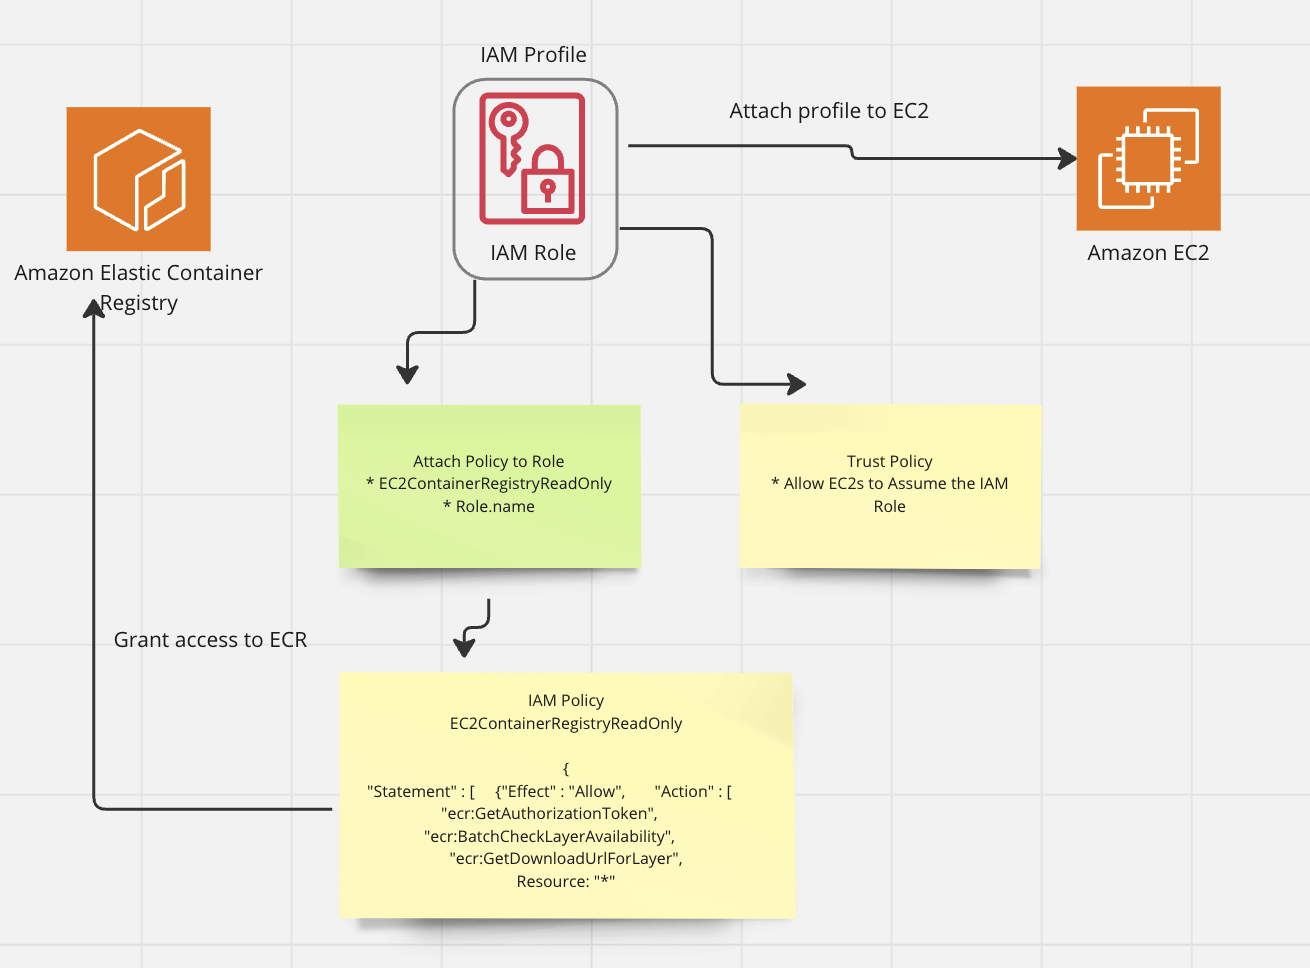 IAM Profile
Attach profile to EC2
IAM Role
Amazon EC2
Amazon Elastic Container
Registry
Attach Policy to Role
* EC2ContainerRegistryReadOnly
* Role.name
Trust Policy
* Allow EC2s to Assume the IAM
Role
Grant access to ECR
IAM Policy
EC2ContainerRegistryReadOnly
{
"Statement" : [ {"Effect" : "Allow", "Action" : [
"ecr:GetAuthorizationToken",
"ecr:BatchCheckLayerAvailability",
"ecr:GetDownloadUrlForLayer",
Resource: "*"